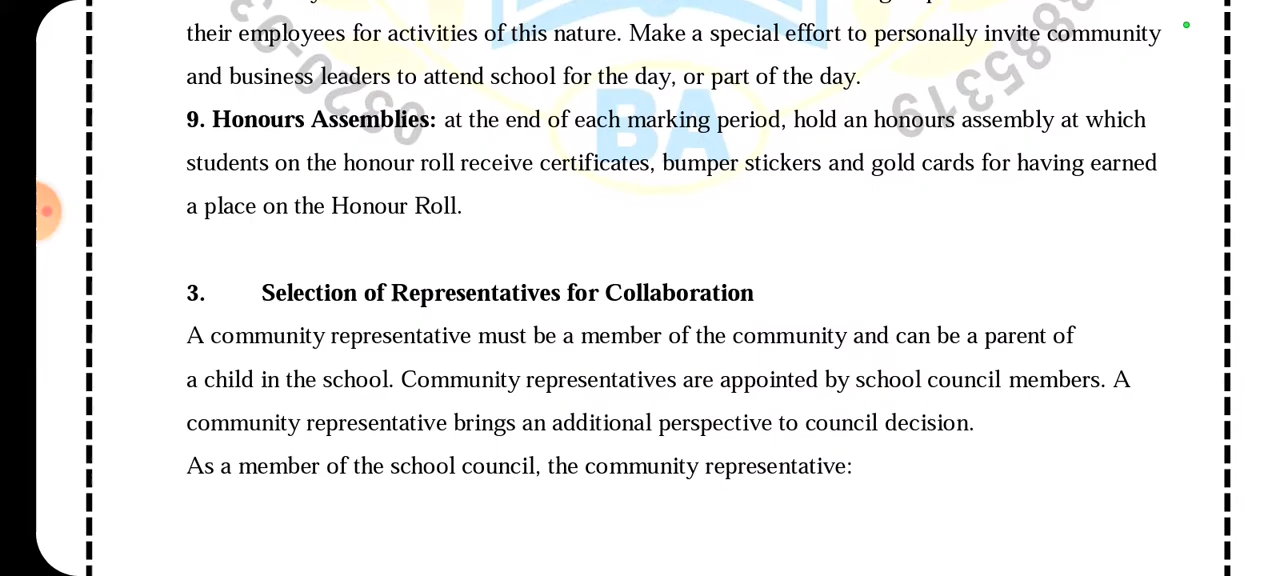 their employees for activities of this nature. Make a special effort to personally invite community
and business leaders to attend school for the day, or part of the day.
9. Honours Assemblies: at the end of each marking period, hold an honours assembly at which
students on the honour roll receive certificates, bumper stickers and gold cards for having earned
a place on the Honour Roll.
3. Selection of Representatives for Collaboration
A community representative must be a member of the community and can be a parent of
a child in the school. Community representatives are appointed by school council members. A
community representative brings an additional perspective to council decision.
As a member of the school council, the community representative:
BA